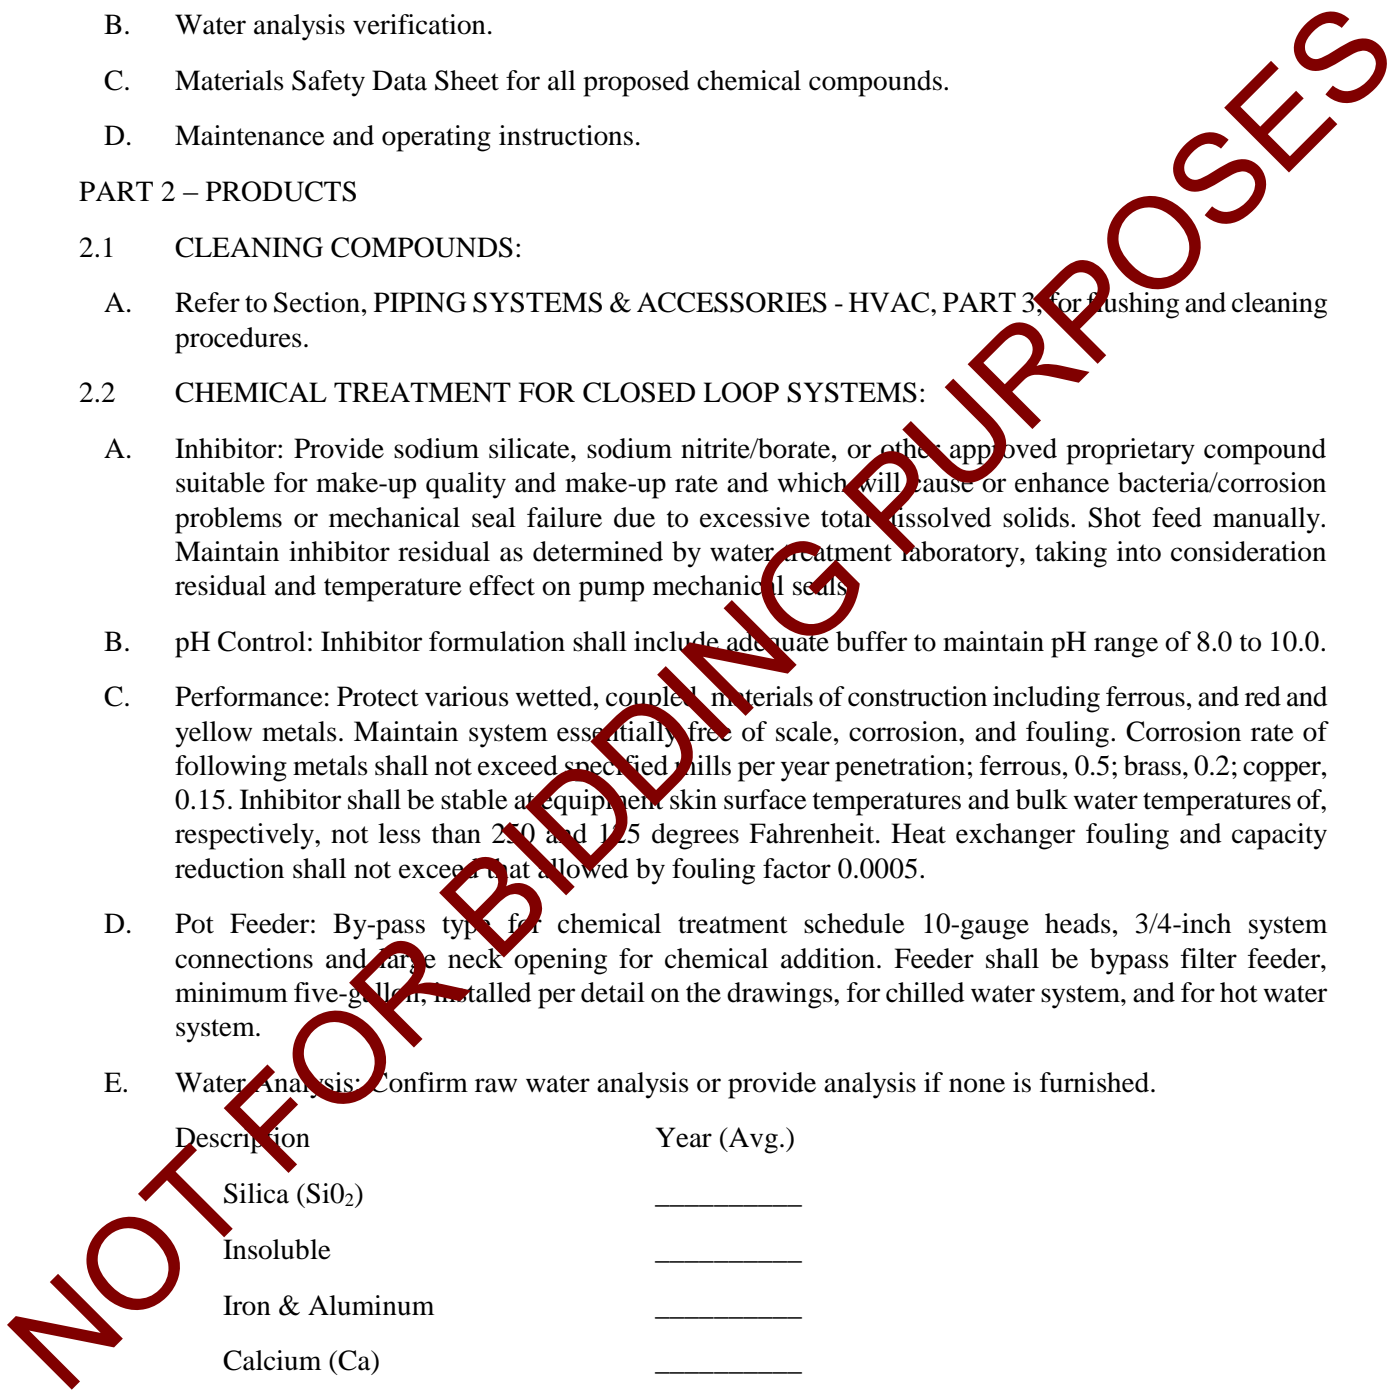 B. Water analysis verification.
C. Materials Safety Data Sheet for all proposed chemical compounds.
D. Maintenance and operating instructions.
PART 2 – PRODUCTS
2.1 CLEANING COMPOUNDS:
A. Refer to Section, PIPING SYSTEMS & ACCESSORIES - HVAC, PART 3, for flushing and cleaning
procedures.
2.2 CHEMICAL TREATMENT FOR CLOSED LOOP SYSTEMS:
A. Inhibitor: Provide sodium silicate, sodium nitrite/borate, or other approved proprietary compound
suitable for make-up quality and make-up rate and which will cause or enhance bacteria/corrosion
problems or mechanical seal failure due to excessive total dissolved solids. Shot feed manually.
Maintain inhibitor residual as determined by water treatment laboratory, taking into consideration
residual and temperature effect on pump mechanical seals.
B. pH Control: Inhibitor formulation shall include adequate buffer to maintain pH range of 8.0 to 10.0.
C. Performance: Protect various wetted, coupled, materials of construction including ferrous, and red and
yellow metals. Maintain system essentially free of scale, corrosion, and fouling. Corrosion rate of
following metals shall not exceed specified mills per year penetration; ferrous, 0.5; brass, 0.2; copper,
0.15. Inhibitor shall be stable at equipment skin surface temperatures and bulk water temperatures of,
respectively, not less than 250 and 125 degrees Fahrenheit. Heat exchanger fouling and capacity
reduction shall not exceed that allowed by fouling factor 0.0005.
D. Pot Feeder: By-pass type for chemical treatment schedule 10-gauge heads, 3/4-inch system
connections and large neck opening for chemical addition. Feeder shall be bypass filter feeder,
minimum five-gallon, installed per detail on the drawings, for chilled water system, and for hot water
system.
E. Water Analysis: Confirm raw water analysis or provide analysis if none is furnished.
Description Year (Avg.)
Silica (Si0₂) __________
Insoluble __________
Iron & Aluminum __________
Calcium (Ca) __________
NOT FOR BIDDING PURPOSES